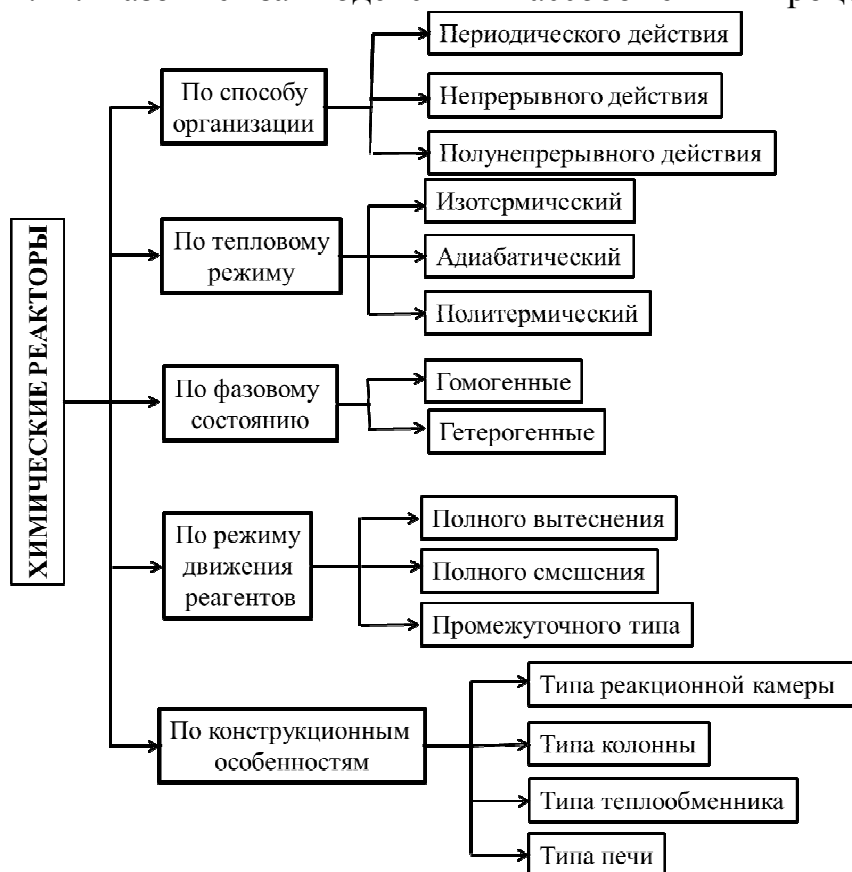 ХИМИЧЕСКИЕ РЕАКТОРЫ
По способу
организации
Периодического действия
Непрерывного действия
Полунепрерывного действия
По тепловому
режиму
Изотермический
Адиабатический
Политермический
По фазовому
состоянию
Гомогенные
Гетерогенные
По режиму
движения
реагентов
Полного вытеснения
Полного смешения
Промежуточного типа
По конструкционным
особенностям
Типа реакционной камеры
Типа колонны
Типа теплообменника
Типа печи